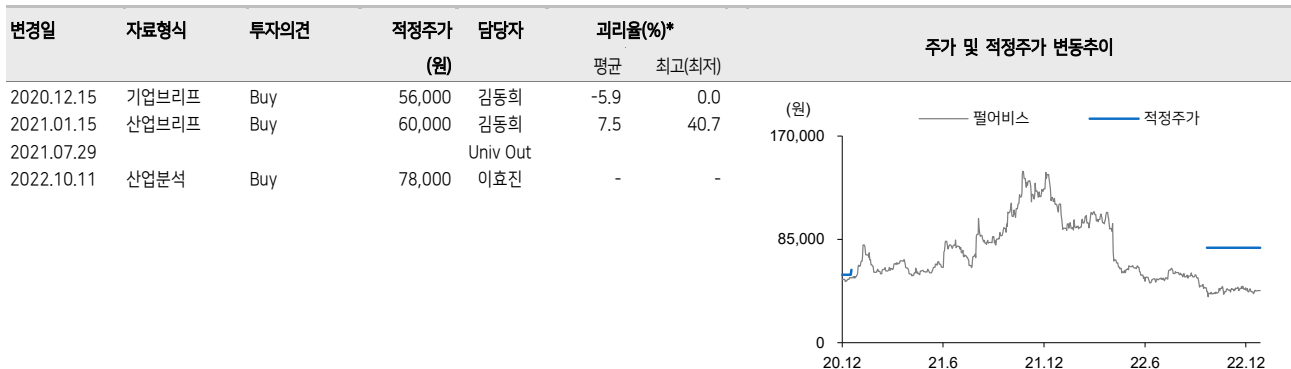 변경일 자료형식 투자의견 적정주가 담당자 괴리율(%)* 주가 및 적정주가 변동추이
(원) 평균 최고(최저)
2020.12.15 기업브리프 Buy 56,000 김동희 -5.9 0.0
2021.01.15 산업브리프 Buy 60,000 김동희 7.5 40.7
2021.07.29 Univ Out
2022.10.11 산업분석 Buy 78,000 이효진 - -
(원) 펄어비스 적정주가
170,000
85,000
0
20.12 21.6 21.12 22.6 22.12